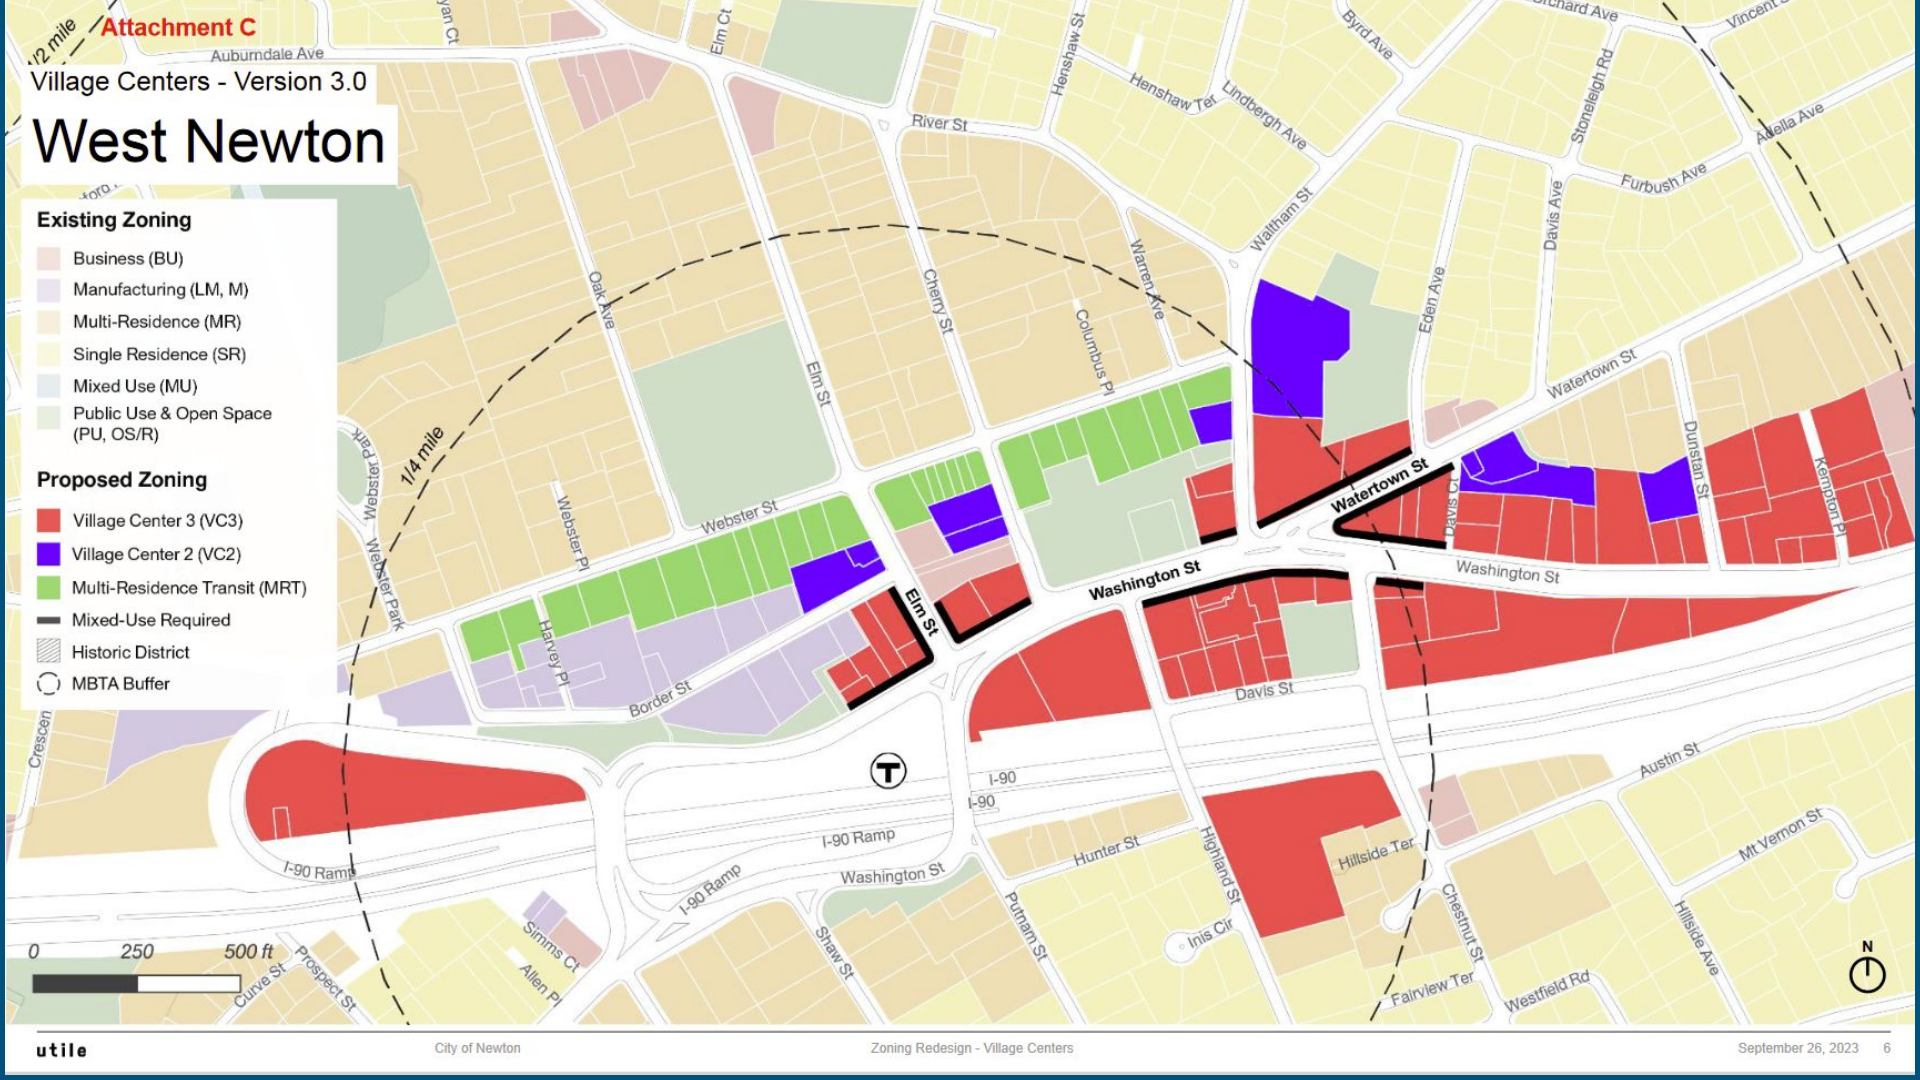 1/2 mile
Attachment C
Auburndale Ave
Elm Ct
Henshaw St
Byrd Ave
Orchard Ave
Village Centers - Version 3.0
West Newton
River St
Henshaw Ter
Lindbergh Ave
Stoneleigh Rd
Adella Ave
Furbush Ave
Waltham St
Davis Ave
Existing Zoning
Business (BU)
Manufacturing (LM, M)
Multi-Residence (MR)
Single Residence (SR)
Mixed Use (MU)
Public Use & Open Space
(PU, OS/R)
Proposed Zoning
Village Center 3 (VC3)
Village Center 2 (VC2)
Multi-Residence Transit (MRT)
Mixed-Use Required
Historic District
MBTA Buffer
Oak Ave
Cherry St
Warren Ave
Eden Ave
Columbus Pl
Elm St
Watertown St
1/4 mile
Webster Park
Webster St
Webster Pl
Watertown St
Dunstan St
Kempton Pl
Davis Ct
Webster Park
Washington St
Washington St
Elm St
Harvey Pl
Border St
Davis St
Crescen
T
I-90
I-90
I-90 Ramp
Austin St
Hunter St
Highland St
Hillside Ter
Mt Vernon St
I-90 Ramp
I-90 Ramp
Washington St
Putnam St
Chestnut St
Hillside Ave
Inis Cir
Simms Ct
Shaw St
Allen Pl
Prospect St
Curve St
Fairview Ter
Westfield Rd
0 250 500 ft
N
utile
City of Newton
Zoning Redesign - Village Centers
September 26, 2023 6